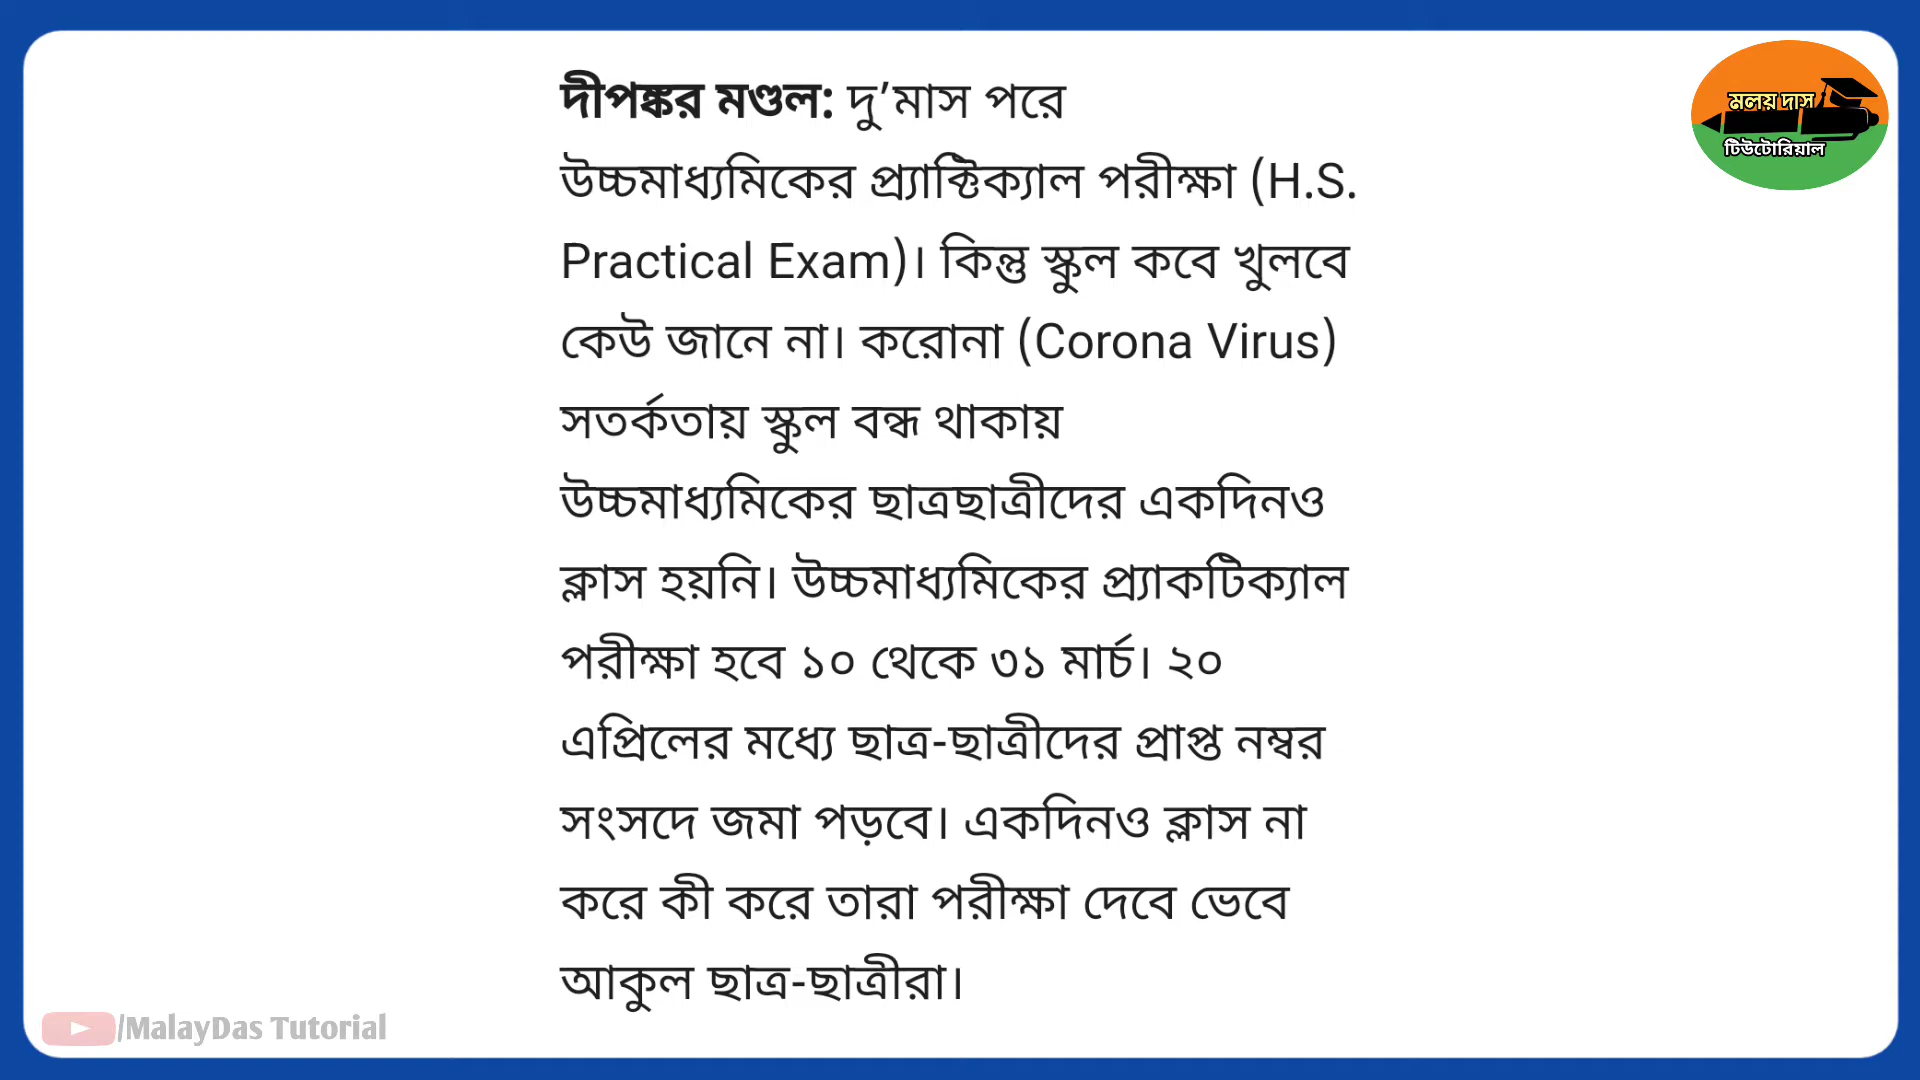 দীপঙ্কর মণ্ডল: দু’মাস পরে
উচ্চমাধ্যমিকের প্র্যাক্টিক্যাল পরীক্ষা (H.S.
Practical Exam)। কিন্তু স্কুল কবে খুলবে
কেউ জানে না। করোনা (Corona Virus)
সতর্কতায় স্কুল বন্ধ থাকায়
উচ্চমাধ্যমিকের ছাত্রছাত্রীদের একদিনও
ক্লাস হয়নি। উচ্চমাধ্যমিকের প্র্যাকটিক্যাল
পরীক্ষা হবে ১০ থেকে ৩১ মার্চ। ২০
এপ্রিলের মধ্যে ছাত্র-ছাত্রীদের প্রাপ্ত নম্বর
সংসদে জমা পড়বে। একদিনও ক্লাস না
করে কী করে তারা পরীক্ষা দেবে ভেবে
আকুল ছাত্র-ছাত্রীরা।
মলয় দাস
টিউটোরিয়াল
/MalayDas Tutorial